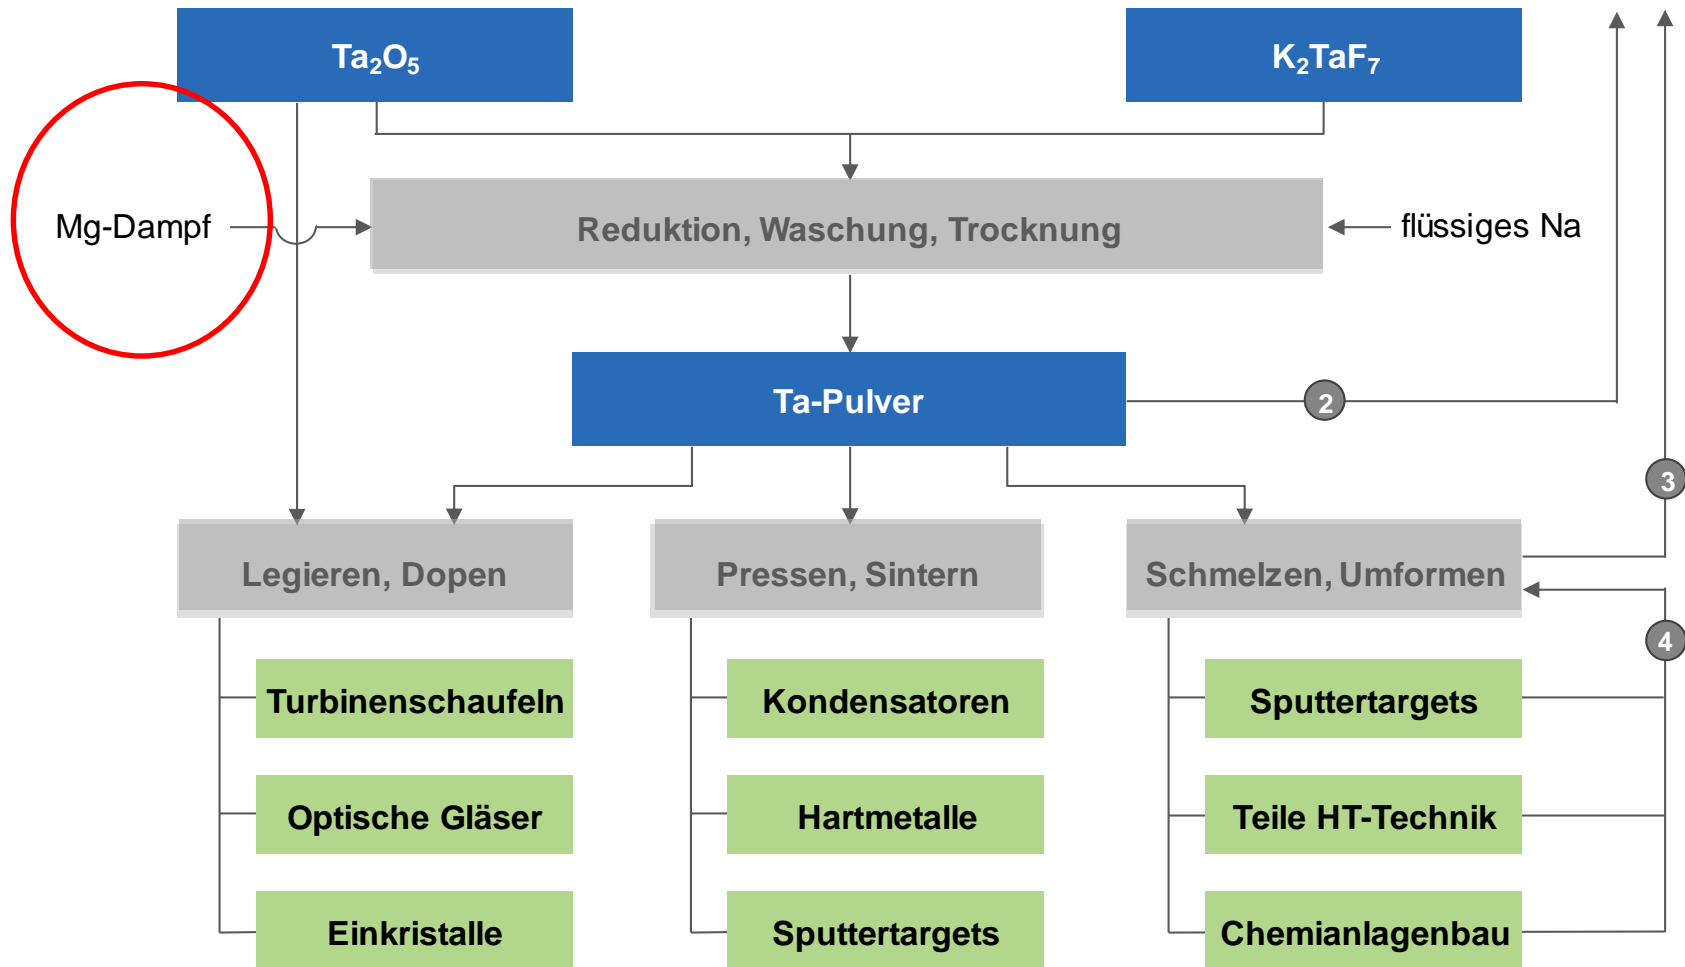 Ta₂O₅
K₂TaF₇
Mg-Dampf
Reduktion, Waschung, Trocknung
flüssiges Na
Ta-Pulver
2
3
Legieren, Dopen
Pressen, Sintern
Schmelzen, Umformen
4
Turbinenschaufeln
Kondensatoren
Sputtertargets
Optische Gläser
Hartmetalle
Teile HT-Technik
Einkristalle
Sputtertargets
Chemianlagenbau